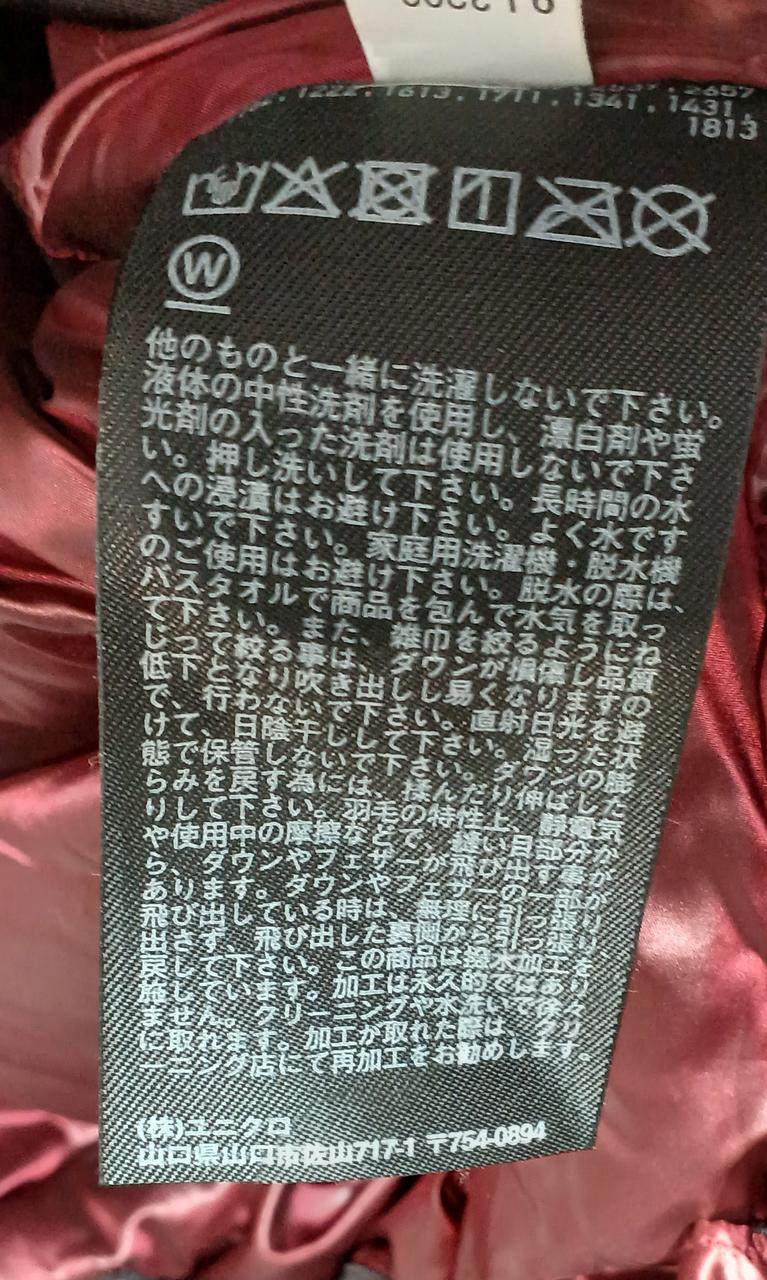 1222 . 1613 . 1711 . 1341 . 1431 .
1813
W
他のものと一緒に洗濯しないで下さい。
液体の中性洗剤を使用し、漂白剤や蛍
光剤の入った洗剤は使用しないで下さ
い。押し洗いして下さい。長時間の水
への浸漬はお避け下さい。よく水です
すいで下さい。家庭用洗濯機・脱水機
のご使用はお避け下さい。脱水の際は、
バスタオルで商品を包んで水気を取っ
て下さい。また、雑巾を絞るようにね
じって絞る事は、ダウンが損傷し品質
低下となり吹き出し易くなりますの
で、行わないで下さい。直射日光を避
けて、日陰干しして下さい。湿った状
態で保管しないで下さい。ダウンの膨
らみを戻す為には、揉んだり伸ばした
りして下さい。羽毛の特性上、静電気
や使用中の摩擦などで、縫い目部分か
ら、ダウンやフェザーが飛び出す事が
あります。ダウンやフェザーの一部が
飛び出している時は、無理に引っ張り
出さず、飛び出した裏側から引っ張り、
戻して下さい。この商品は撥水加工を
施しています。加工は永久的ではあり
ません。クリーニングや水洗いで徐々
に取れます。加工が取れた際は、クリ
ーニング店にて再加工をお勧めします。
(株)ユニクロ
山口県山口市佐山717-1 〒754-0894